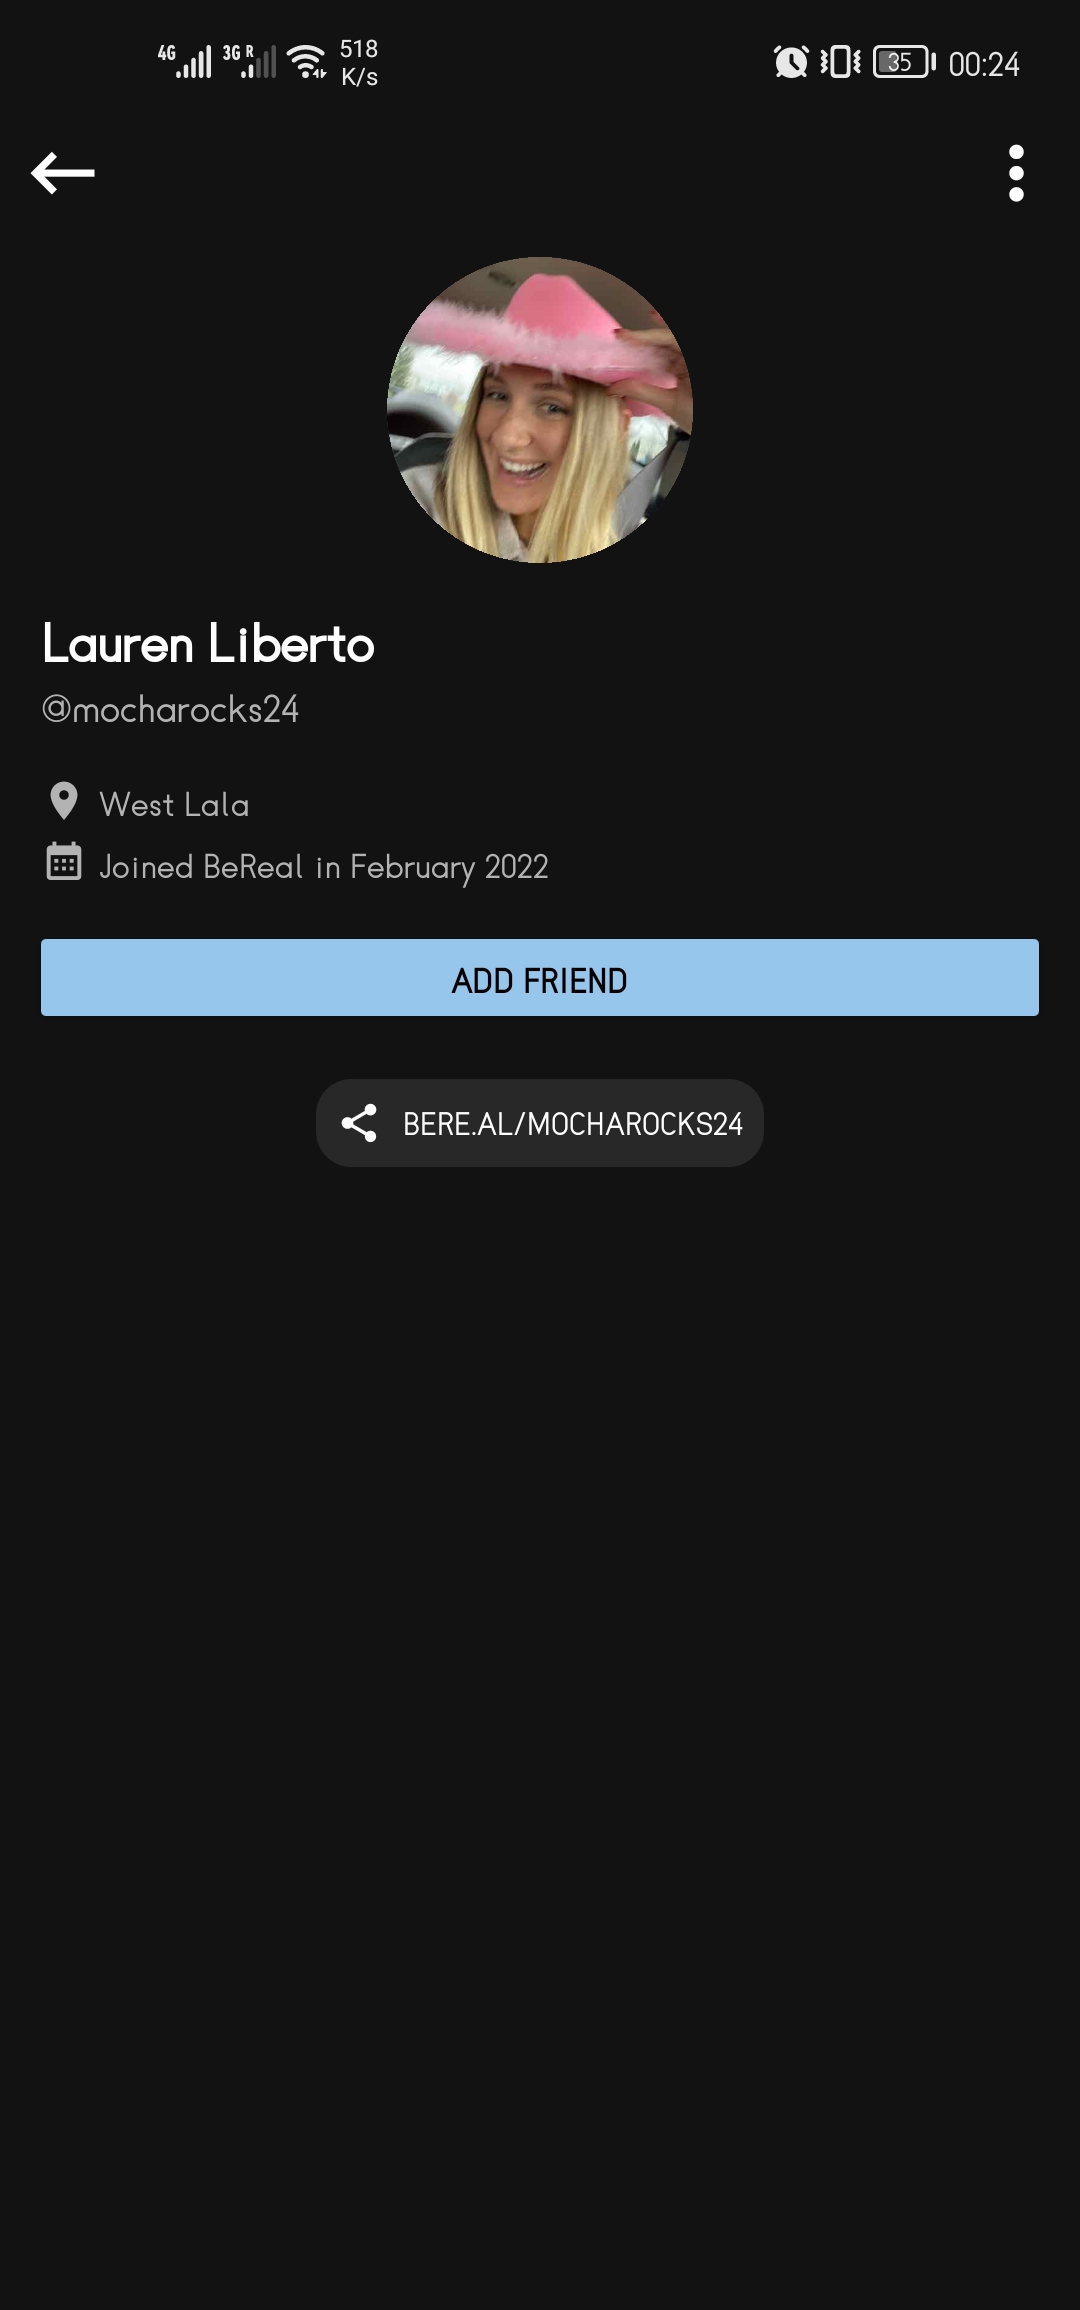 4G 3G R 518 K/s 35 00:24
Lauren Liberto
@mocharocks24
West Lala
Joined BeReal in February 2022
ADD FRIEND
BERE.AL/MOCHAROCKS24